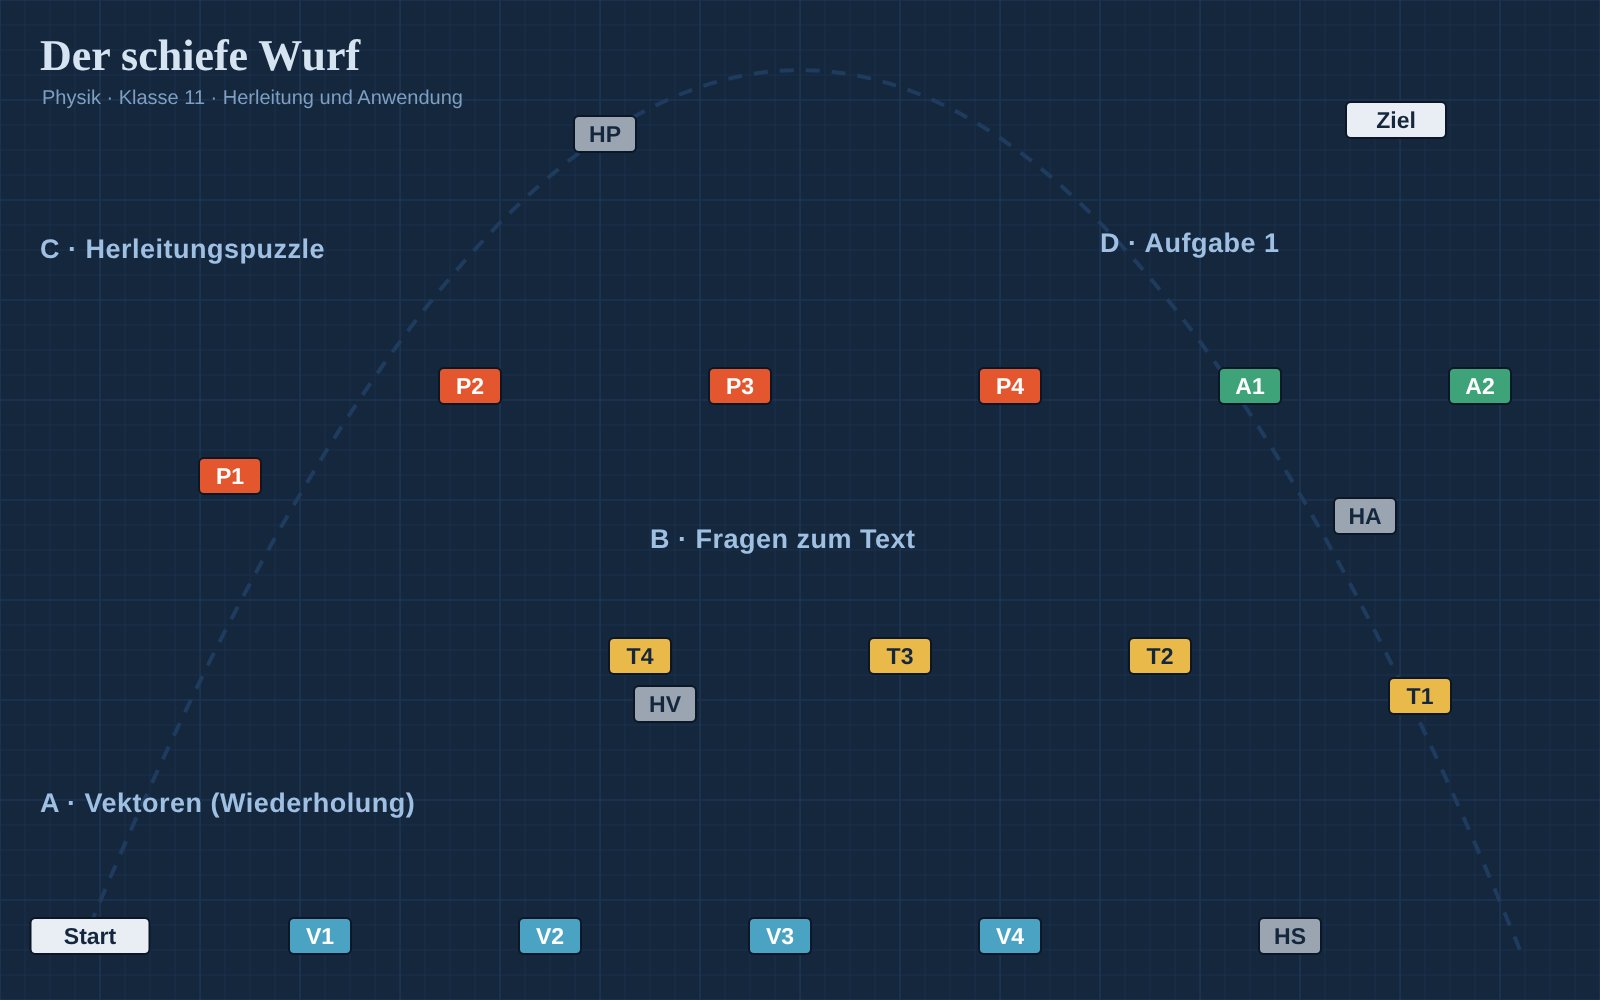 Der schiefe Wurf
Physik · Klasse 11 · Herleitung und Anwendung
HP
Ziel
C · Herleitungspuzzle
D · Aufgabe 1
P2
P3
P4
A1
A2
P1
HA
B · Fragen zum Text
T4
T3
T2
HV
T1
A · Vektoren (Wiederholung)
Start
V1
V2
V3
V4
HS